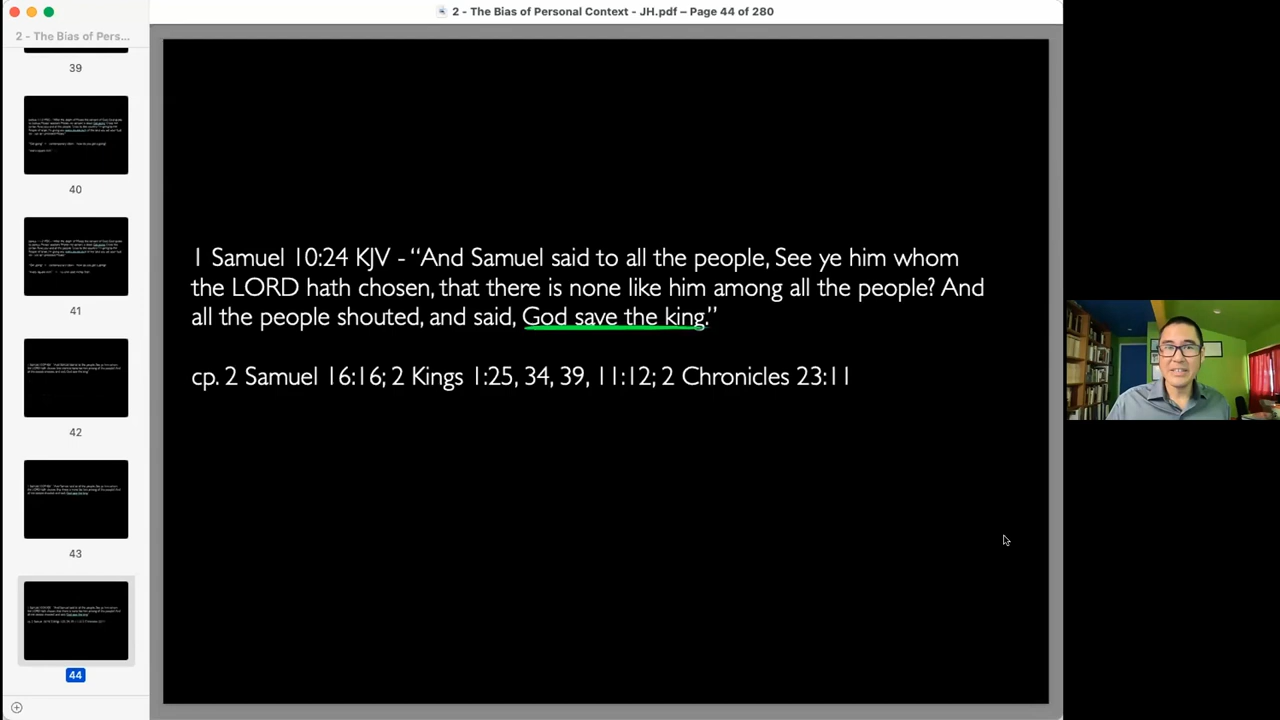 2 - The Bias of Personal Context - JH.pdf – Page 44 of 280
2 - The Bias of Pers...
39
40
41
42
43
44
1 Samuel 10:24 KJV - “And Samuel said to all the people, See ye him whom
the LORD hath chosen, that there is none like him among all the people? And
all the people shouted, and said, God save the king.”
cp. 2 Samuel 16:16; 2 Kings 1:25, 34, 39, 11:12; 2 Chronicles 23:11